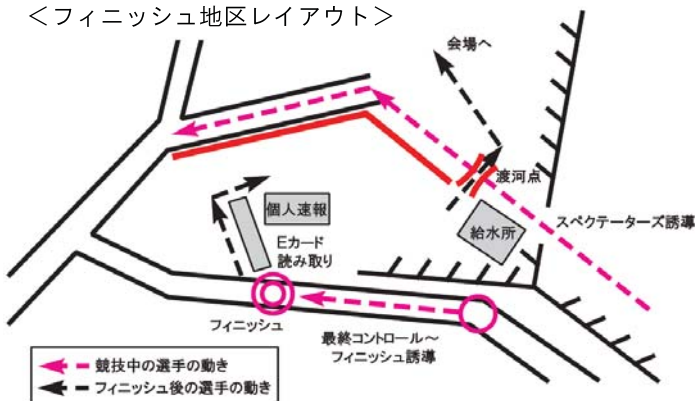 ＜フィニッシュ地区レイアウト＞
会場へ
渡河点
個人速報
給水所
スペクテーターズ誘導
Eカード
読み取り
フィニッシュ
最終コントロール～
フィニッシュ誘導
競技中の選手の動き
フィニッシュ後の選手の動き